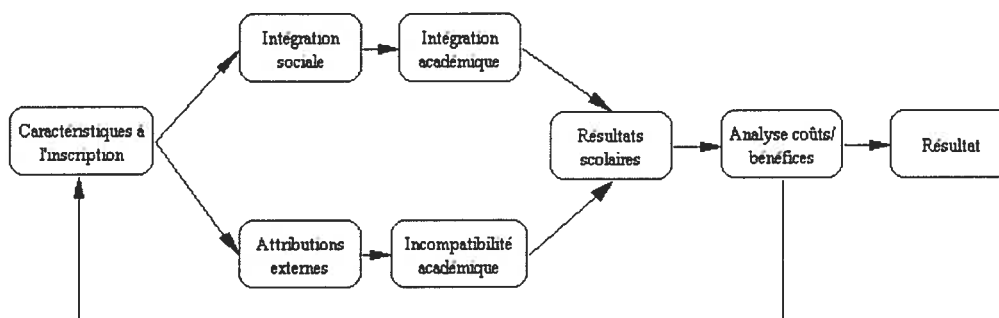 Intégration
sociale
Intégration
académique
Caractéristiques à
l'inscription
Résultats
scolaires
Analyse coûts/
bénéfices
Résultat
Attributions
externes
Incompatibilité
académique